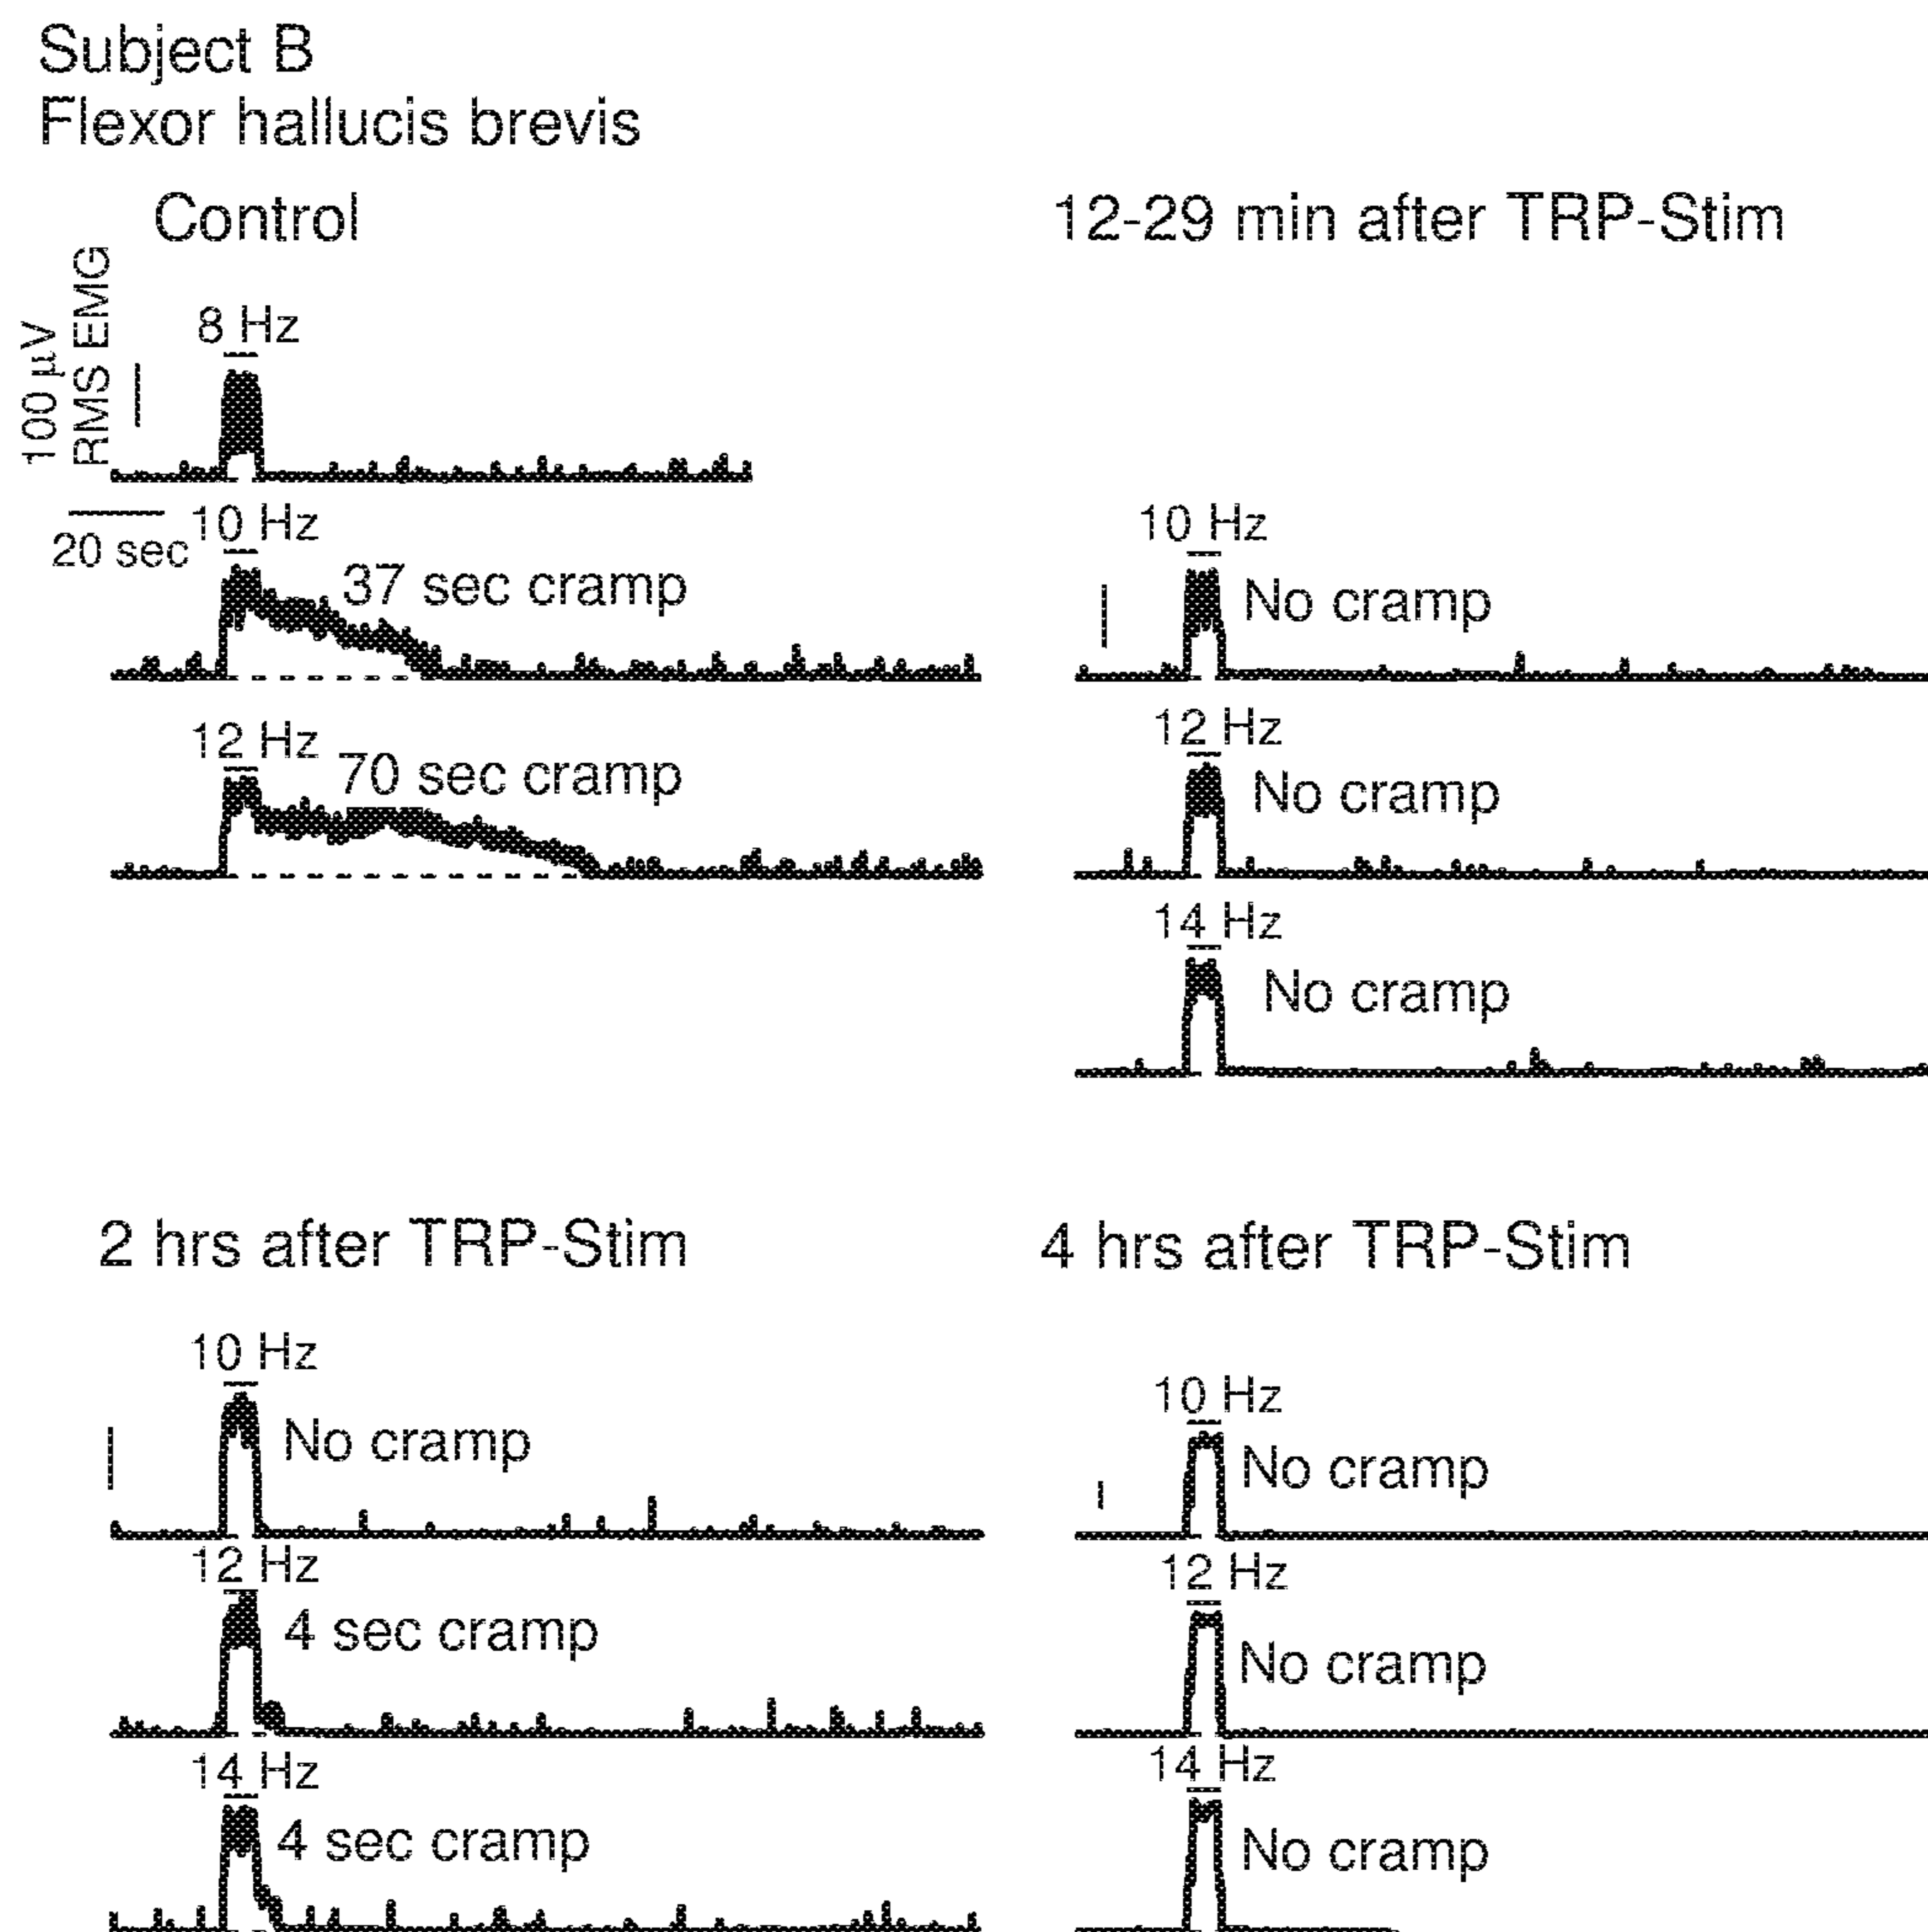 Subject B
Flexor hallucis brevis
Control
100 µV
RMS EMG
8 Hz
20 sec
10 Hz
37 sec cramp
12 Hz
70 sec cramp
12-29 min after TRP-Stim
10 Hz
No cramp
12 Hz
No cramp
14 Hz
No cramp
2 hrs after TRP-Stim
10 Hz
No cramp
12 Hz
4 sec cramp
14 Hz
4 sec cramp
4 hrs after TRP-Stim
10 Hz
No cramp
12 Hz
No cramp
14 Hz
No cramp